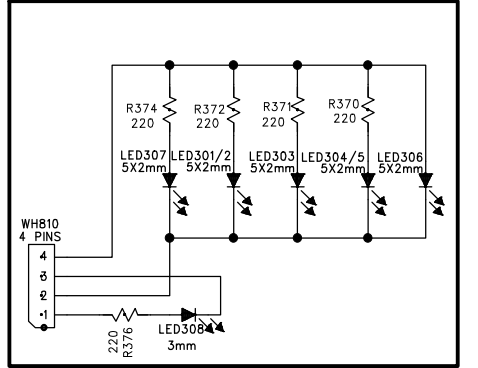 R374 R372 R371 R370
220 220 220 220
LED307 LED301/2 LED303 LED304/5 LED306
5X2mm 5X2mm 5X2mm 5X2mm 5X2mm
WH810
4 PINS
4
3
2
1
220
R376
LED308
3mm